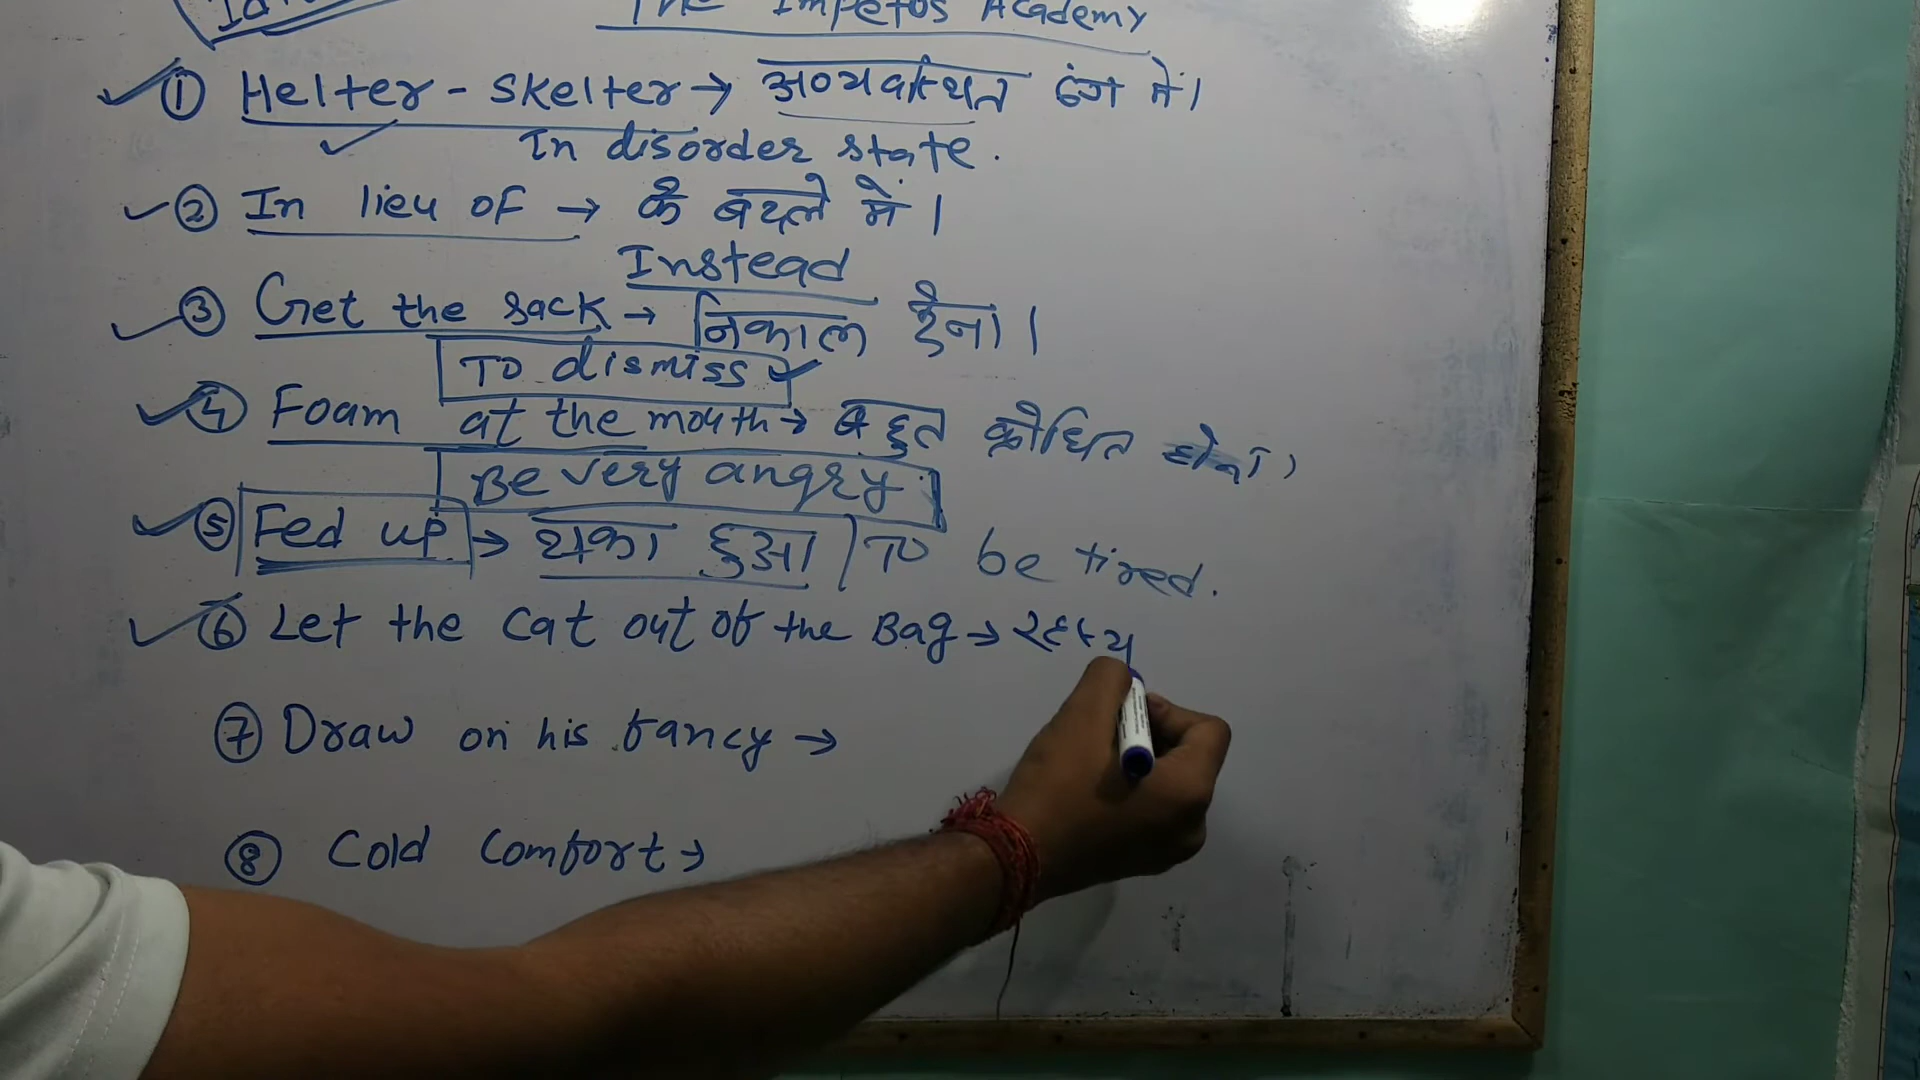 The Impetus Academy
① Helter-skelter → अव्यवस्थित ढंग में।
In disorder state.
② In lieu of → के बदले में।
Instead
③ Get the sack → निकाल देना।
To dismiss
④ Foam at the mouth → बहुत क्रोधित होना।
Be very angry.
⑤ Fed up → थका हुआ / To be tired.
⑥ Let the cat out of the Bag → रहस्य
⑦ Draw on his fancy →
⑧ Cold comfort →